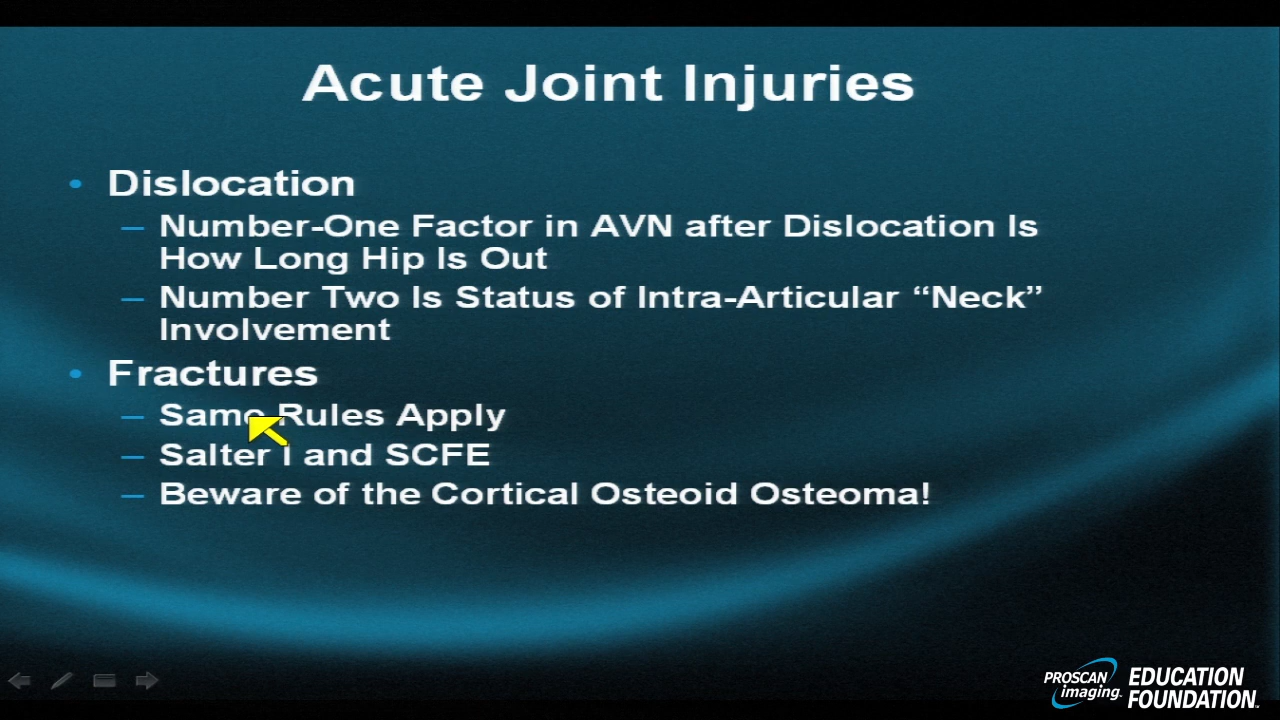 Acute Joint Injuries
• Dislocation
– Number-One Factor in AVN after Dislocation Is
How Long Hip Is Out
– Number Two Is Status of Intra-Articular “Neck”
Involvement
• Fractures
– Same Rules Apply
– Salter I and SCFE
– Beware of the Cortical Osteoid Osteoma!
PROSCAN
imaging.
EDUCATION
FOUNDATION.